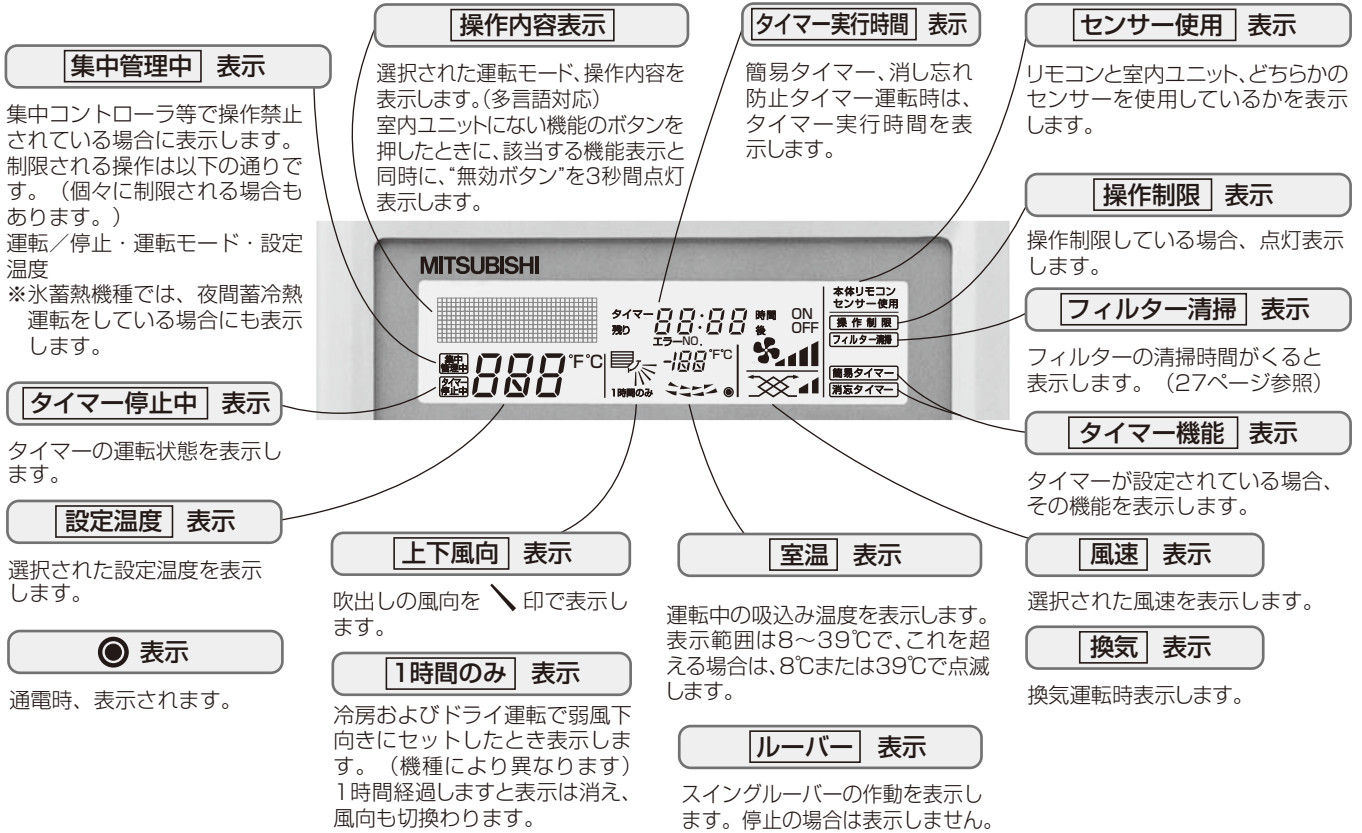 集中管理中 表示
集中コントローラ等で操作禁止
されている場合に表示します。
制限される操作は以下の通りで
す。（個々に制限される場合も
あります。）
運転／停止・運転モード・設定
温度
※氷蓄熱機種では、夜間蓄冷熱
運転をしている場合にも表示
します。
タイマー停止中 表示
タイマーの運転状態を表示し
ます。
設定温度 表示
選択された設定温度を表示
します。
◉ 表示
通電時、表示されます。
操作内容表示
選択された運転モード、操作内容を
表示します。(多言語対応)
室内ユニットにない機能のボタンを
押したときに、該当する機能表示と
同時に、“無効ボタン”を3秒間点灯
表示します。
タイマー実行時間 表示
簡易タイマー、消し忘れ
防止タイマー運転時は、
タイマー実行時間を表
示します。
センサー使用 表示
リモコンと室内ユニット、どちらかの
センサーを使用しているかを表示
します。
操作制限 表示
操作制限している場合、点灯表示
します。
フィルター清掃 表示
フィルターの清掃時間がくると
表示します。（27ページ参照）
タイマー機能 表示
タイマーが設定されている場合、
その機能を表示します。
風速 表示
選択された風速を表示します。
換気 表示
換気運転時表示します。
MITSUBISHI
タイマー 88:88 時間 ON
残り 後 OFF
エラーNO.
本体リモコン
センサー使用
操作制限
フィルター清掃
簡易タイマー
消忘タイマー
集中
管理中
タイマー
停止中
888 °F°C
1時間のみ
-188 °F°C
上下風向 表示
吹出しの風向を ＼ 印で表示し
ます。
1時間のみ 表示
冷房およびドライ運転で弱風下
向きにセットしたとき表示しま
す。（機種により異なります）
1時間経過しますと表示は消え、
風向も切換わります。
室温 表示
運転中の吸込み温度を表示します。
表示範囲は8～39℃で、これを超
える場合は、8℃または39℃で点滅
します。
ルーバー 表示
スイングルーバーの作動を表示し
ます。停止の場合は表示しません。